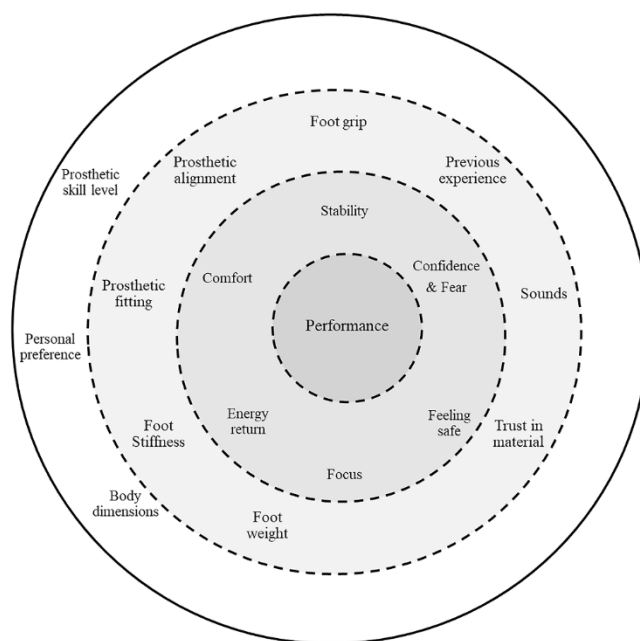 Foot grip
Prosthetic
alignment
Previous
experience
Prosthetic
skill level
Stability
Comfort
Confidence
& Fear
Prosthetic
fitting
Sounds
Performance
Personal
preference
Energy
return
Feeling
safe
Foot
Stiffness
Trust in
material
Focus
Body
dimensions
Foot
weight